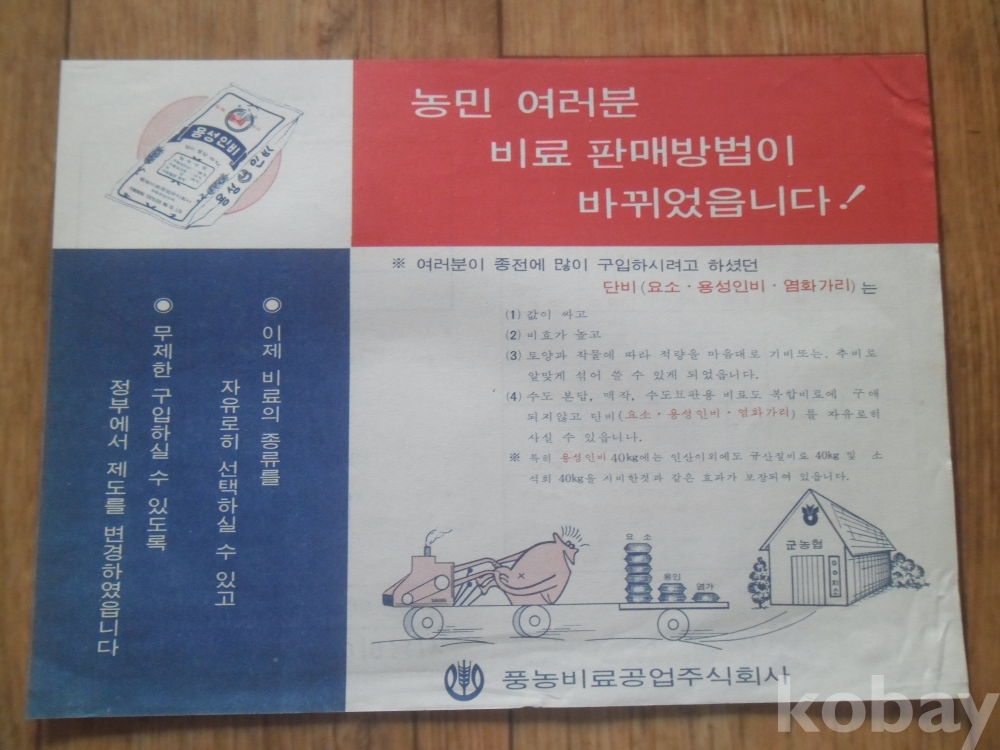 용성인비
용성인비
농민 여러분
비료 판매방법이
바뀌었읍니다!
◉ 이제 비료의 종류를
자유로히 선택하실 수 있고
◉ 무제한 구입하실 수 있도록
정부에서 제도를 변경하였읍니다
※ 여러분이 종전에 많이 구입하시려고 하셨던
단비(요소·용성인비·염화가리)는
(1) 값이 싸고
(2) 비효가 높고
(3) 토양과 작물에 따라 적량을 마음대로 기비또는, 추비로
알맞게 섞어 쓸 수 있게 되었읍니다.
(4) 수도 본답, 맥작, 수도묘판용 비료도 복합비료에 구애
되지않고 단비(요소·용성인비·염화가리)를 자유로히
사실 수 있읍니다.
※ 특히 용성인비 40kg에는 인산이외에도 규산질비료 40kg 및 소
석회 40kg을 시비한것과 같은 효과가 보장되여 있읍니다.
요소
용인
염가
군농협
풍농비료공업주식회사
kobay